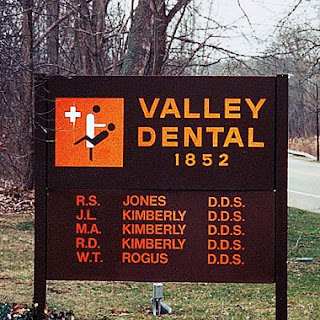 VALLEY
DENTAL
1852
R.S. JONES D.D.S.
J.L KIMBERLY D.D.S.
M.A. KIMBERLY D.D.S.
R.D. KIMBERLY D.D.S.
W.T. ROGUS D.D.S.